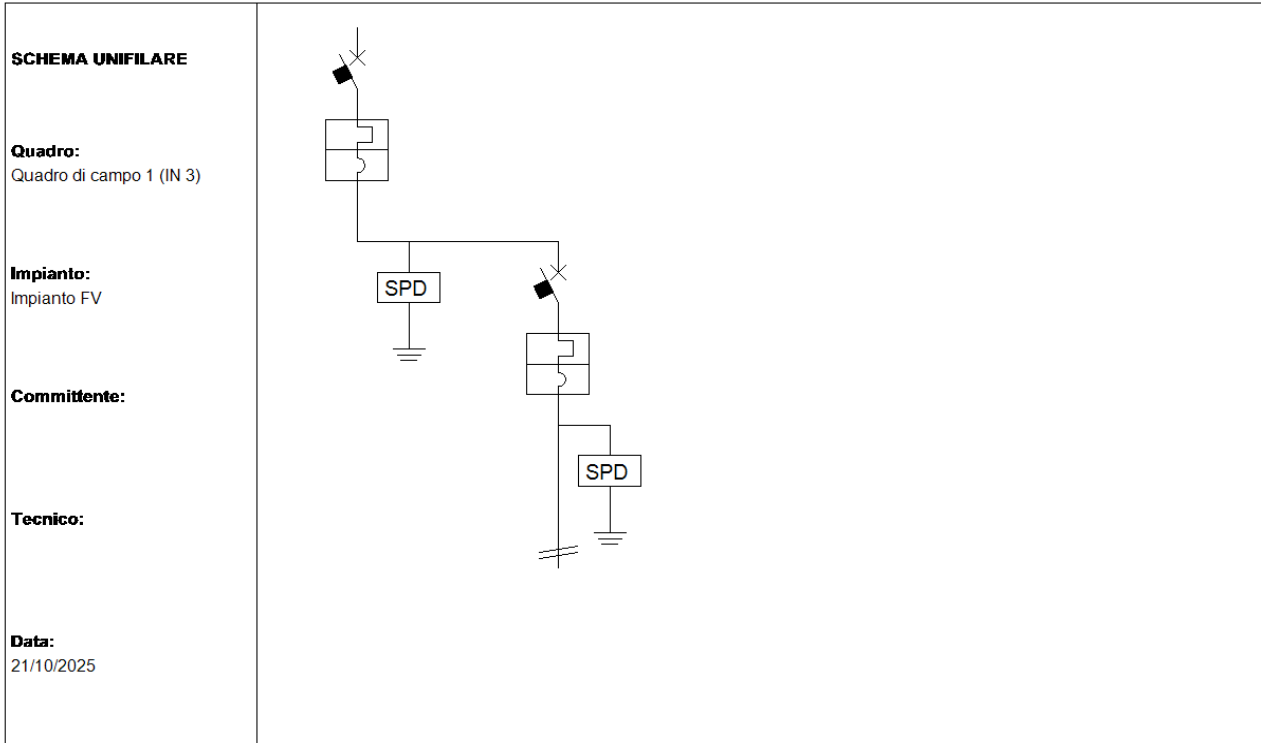 SCHEMA UNIFILARE
Quadro:
Quadro di campo 1 (IN 3)
Impianto:
Impianto FV
SPD
Committente:
SPD
Tecnico:
Data:
21/10/2025